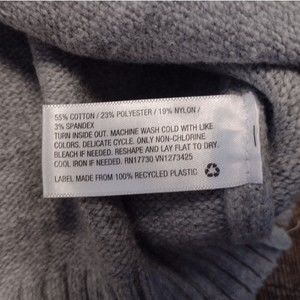 55% COTTON / 23% POLYESTER / 19% NYLON /
3% SPANDEX
TURN INSIDE OUT. MACHINE WASH COLD WITH LIKE
COLORS. DELICATE CYCLE. ONLY NON-CHLORINE
BLEACH IF NEEDED. RESHAPE AND LAY FLAT TO DRY.
COOL IRON IF NEEDED. RN17730 VN1273425
LABEL MADE FROM 100% RECYCLED PLASTIC